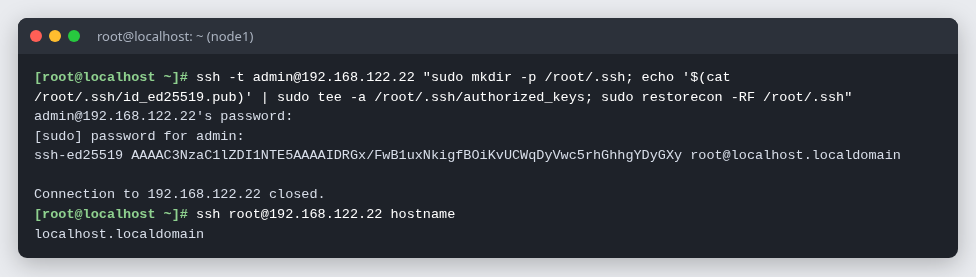 root@localhost: ~ (node1)
[root@localhost ~]# ssh -t admin@192.168.122.22 "sudo mkdir -p /root/.ssh; echo '$(cat
/root/.ssh/id_ed25519.pub)' | sudo tee -a /root/.ssh/authorized_keys; sudo restorecon -RF /root/.ssh"
admin@192.168.122.22's password:
[sudo] password for admin:
ssh-ed25519 AAAAC3NzaC1lZDI1NTE5AAAAIDRGx/FwB1uxNkigfBOiKvUCWqDyVwc5rhGhhgYDyGXy root@localhost.localdomain
Connection to 192.168.122.22 closed.
[root@localhost ~]# ssh root@192.168.122.22 hostname
localhost.localdomain